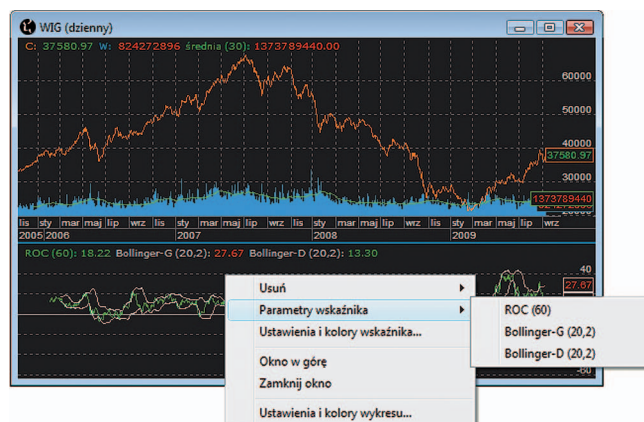 WIG (dzienny)
C: 37580.97 W: 824272896 średnia (30): 1373789440.00
60000
50000
40000
37580.97
30000
1373789440
lis sty mar maj lip wrz lis sty mar maj lip wrz lis sty mar maj lip wrz lis sty mar maj lip wrz
2005 2006 2007 2008 2009
ROC (60): 18.22 Bollinger-G (20,2): 27.67 Bollinger-D (20,2): 13.30
40
27.67
-60
Usuń
Parametry wskaźnika
Ustawienia i kolory wskaźnika...
Okno w górę
Zamknij okno
Ustawienia i kolory wykresu...
ROC (60)
Bollinger-G (20,2)
Bollinger-D (20,2)